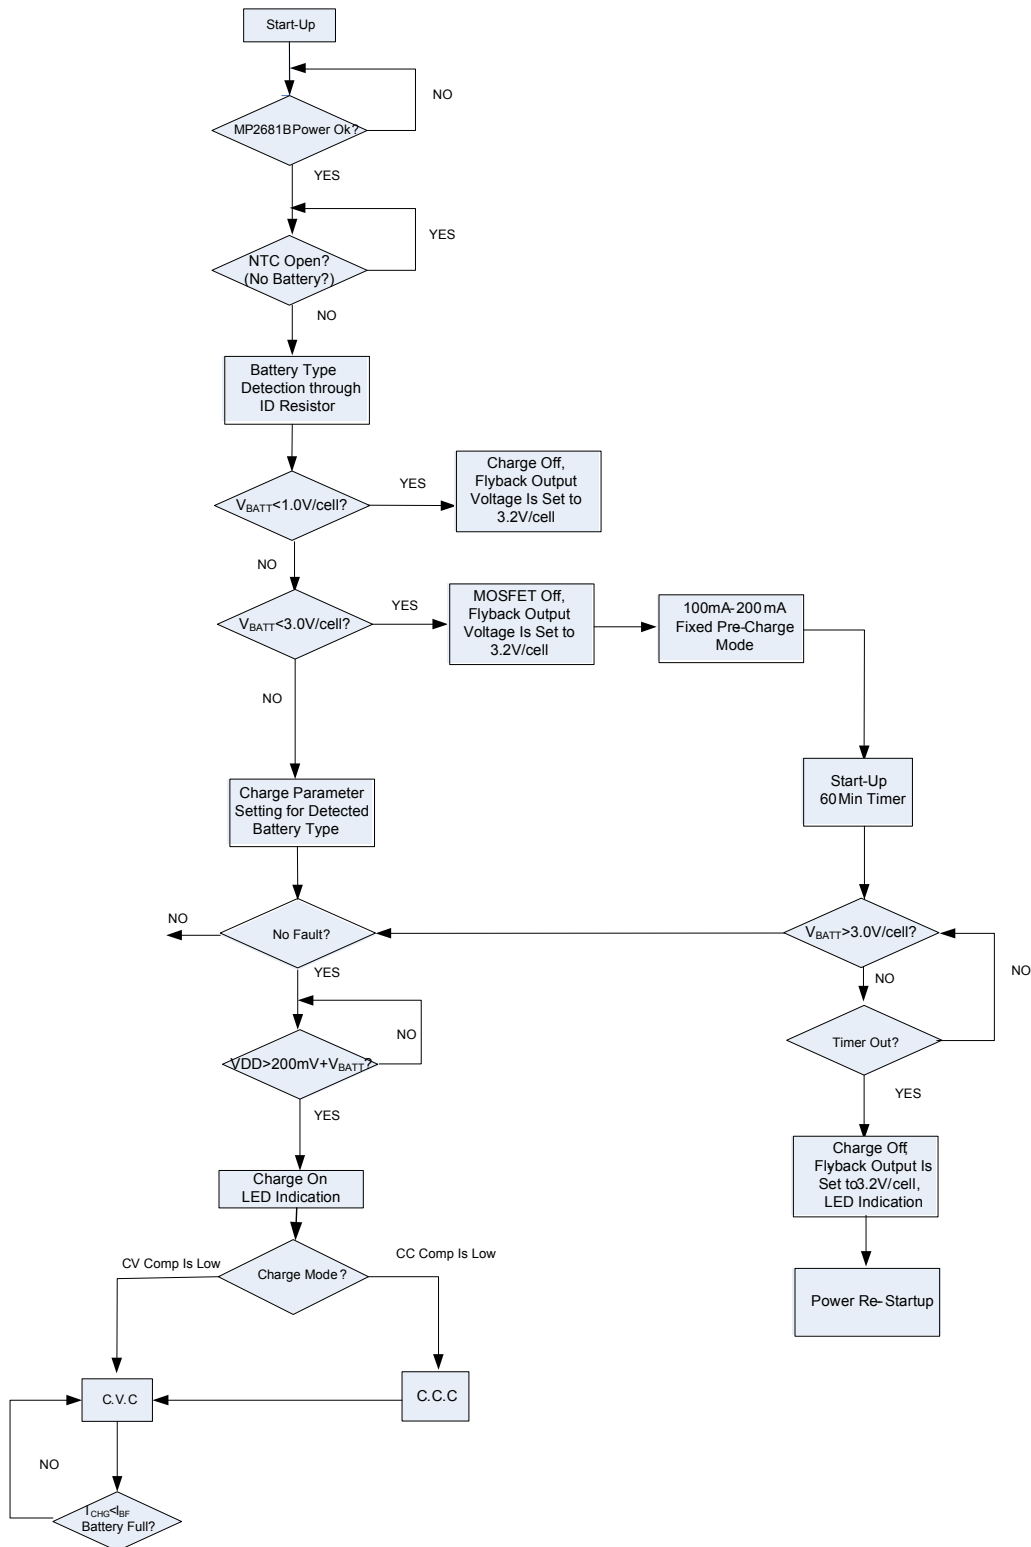 Start-Up
NO
MP2681BPower Ok?
YES
YES
NTC Open?
(No Battery?)
NO
Battery Type
Detection through
ID Resistor
VBATT<1.0V/cell?
YES
Charge Off,
Flyback Output
Voltage Is Set to
3.2V/cell
NO
VBATT<3.0V/cell?
YES
MOSFET Off,
Flyback Output
Voltage Is Set to
3.2V/cell
100mA-200mA
Fixed Pre-Charge
Mode
NO
Charge Parameter
Setting for Detected
Battery Type
Start-Up
60Min Timer
NO
No Fault?
VBATT>3.0V/cell?
YES
NO
NO
NO
VDD>200mV+VBATT?
Timer Out?
YES
YES
Charge Off,
Flyback Output Is
Set to3.2V/cell,
LED Indication
Charge On
LED Indication
CV Comp Is Low
CC Comp Is Low
Charge Mode?
Power Re-Startup
C.V.C
C.C.C
NO
ICHG<IBF
Battery Full?